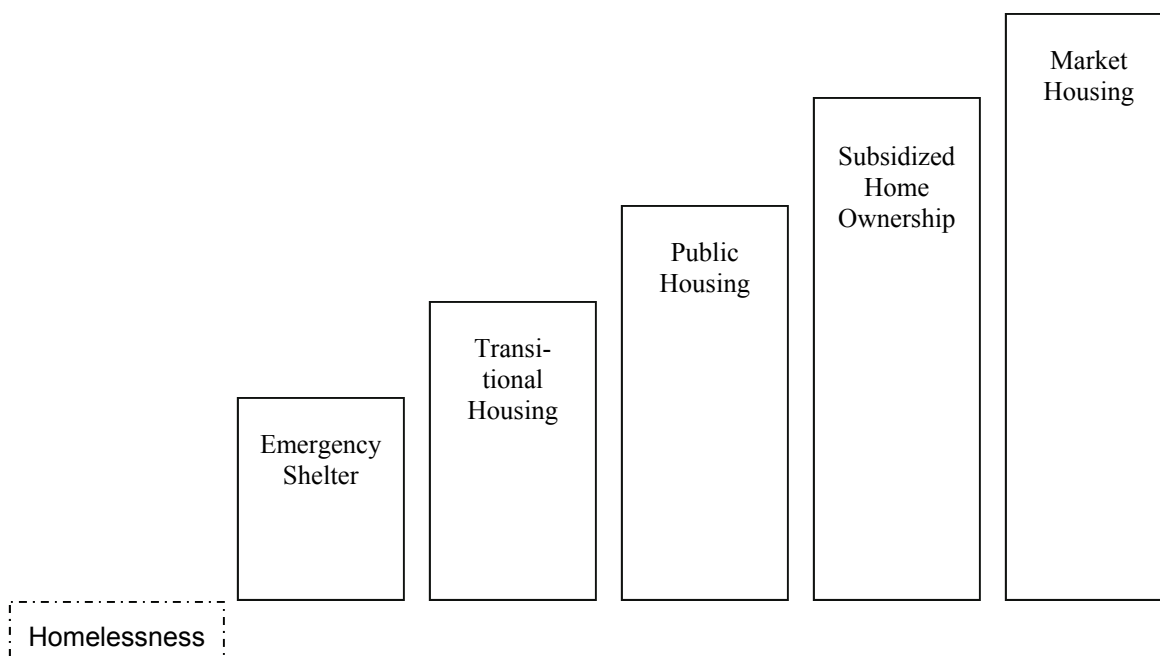 Market
Housing
Subsidized
Home
Ownership
Public
Housing
Transi-
tional
Housing
Emergency
Shelter
Homelessness